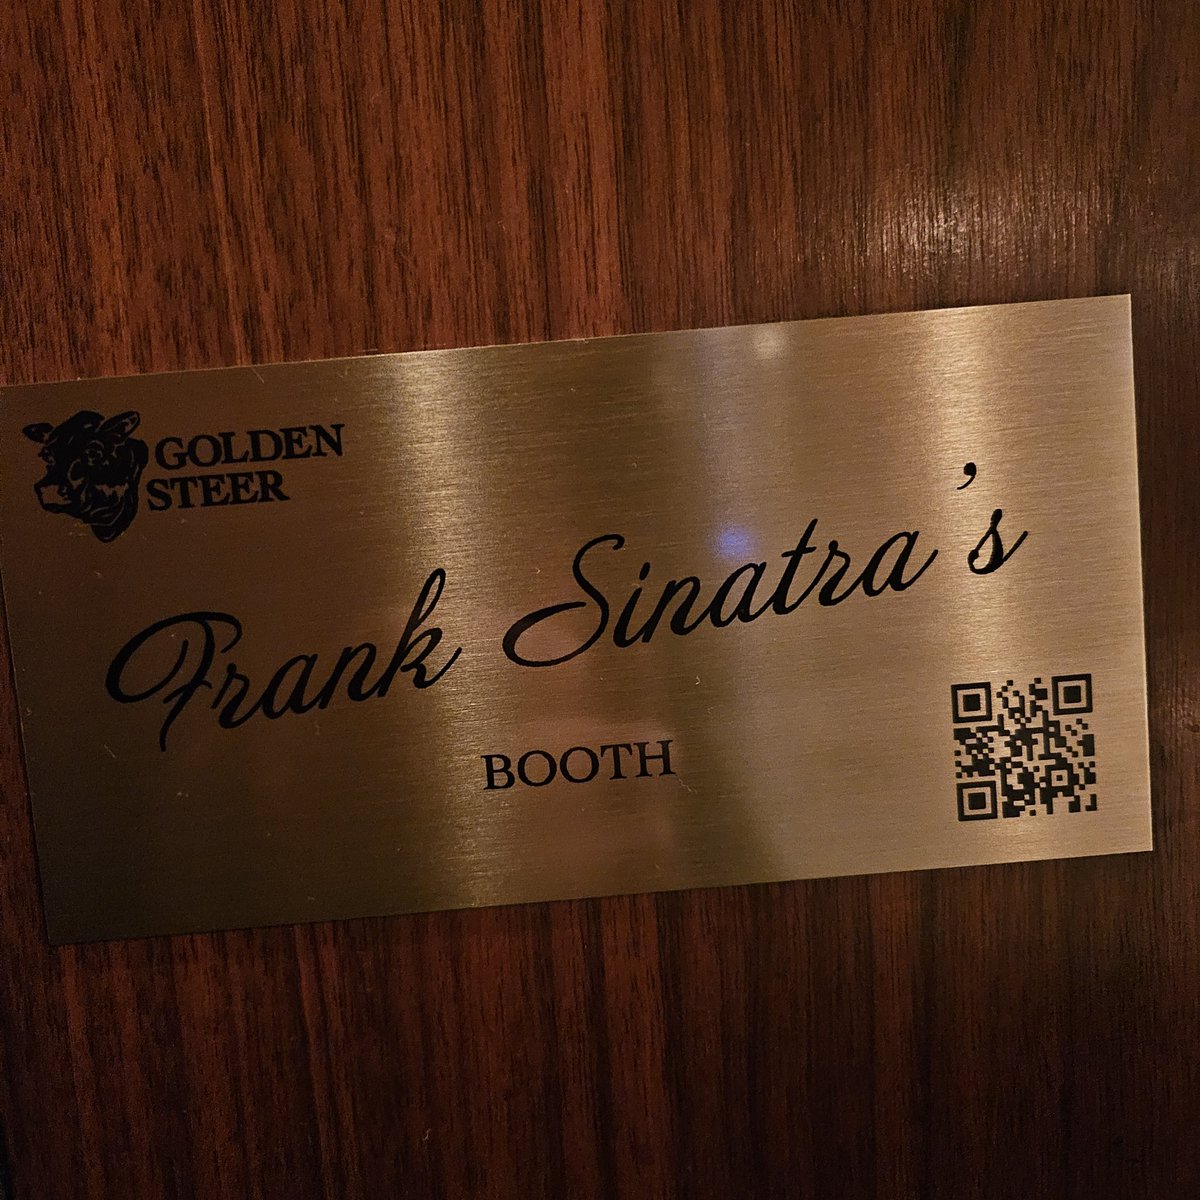 GOLDEN
STEER
Frank Sinatra's
BOOTH